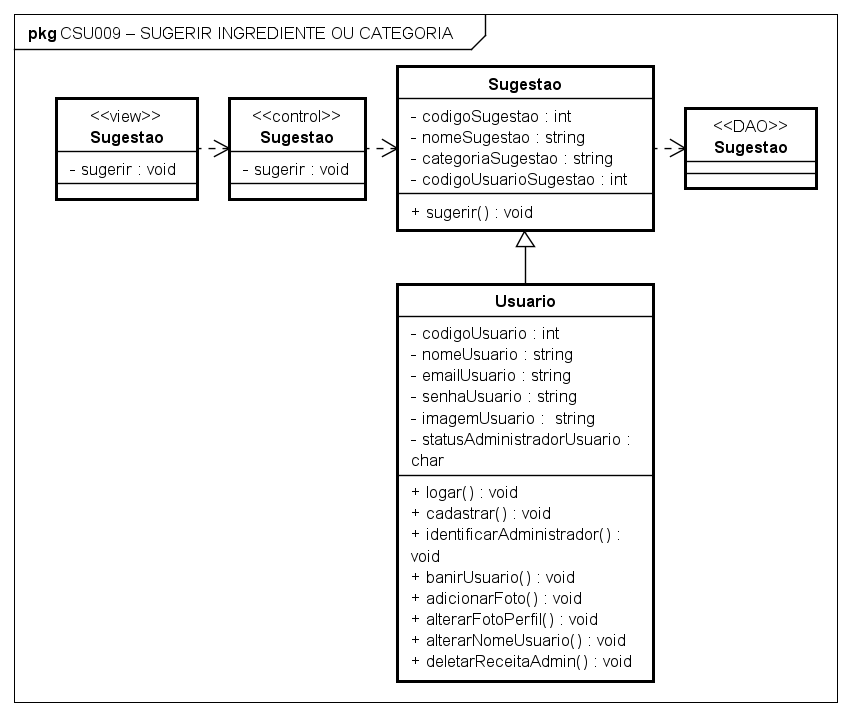 pkg CSU009 – SUGERIR INGREDIENTE OU CATEGORIA
<<view>>
Sugestao
- sugerir : void
<<control>>
Sugestao
- sugerir : void
Sugestao
- codigoSugestao : int
- nomeSugestao : string
- categoriaSugestao : string
- codigoUsuarioSugestao : int
+ sugerir() : void
<<DAO>>
Sugestao
Usuario
- codigoUsuario : int
- nomeUsuario : string
- emailUsuario : string
- senhaUsuario : string
- imagemUsuario :  string
- statusAdministradorUsuario :
char
+ logar() : void
+ cadastrar() : void
+ identificarAdministrador() :
void
+ banirUsuario() : void
+ adicionarFoto() : void
+ alterarFotoPerfil() : void
+ alterarNomeUsuario() : void
+ deletarReceitaAdmin() : void